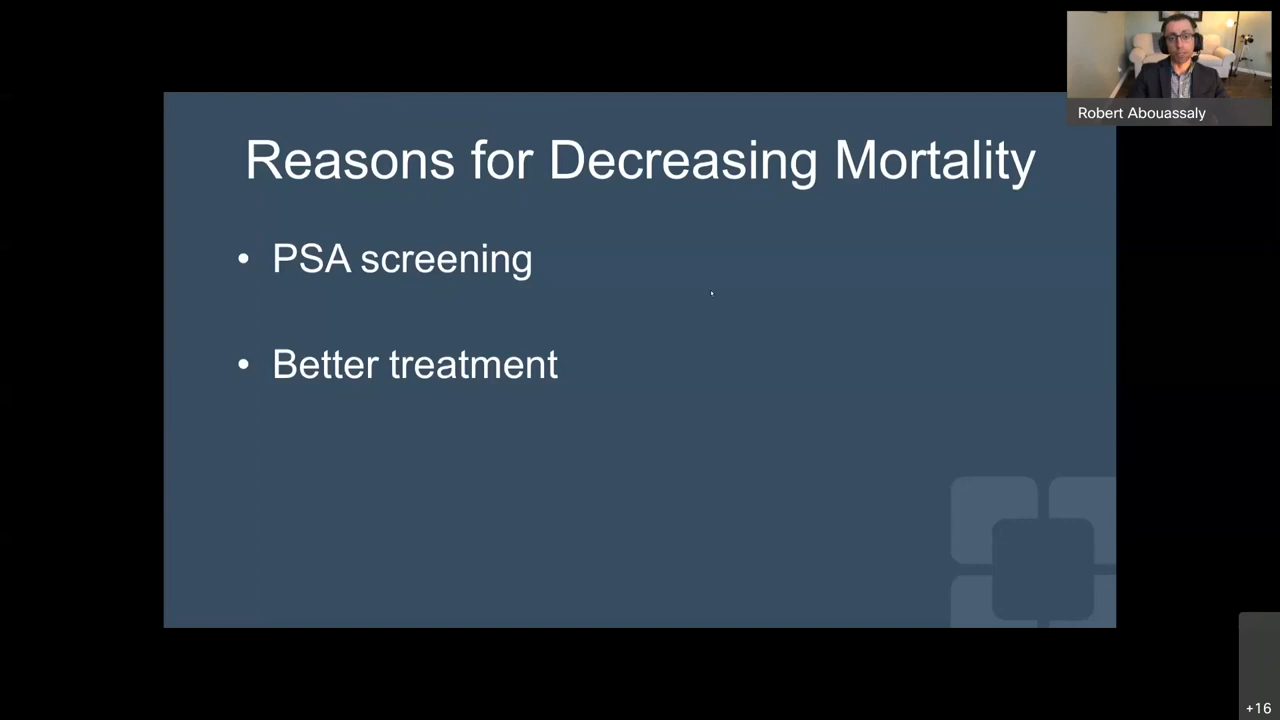 Robert Abouassaly
Reasons for Decreasing Mortality
• PSA screening
• Better treatment
+16